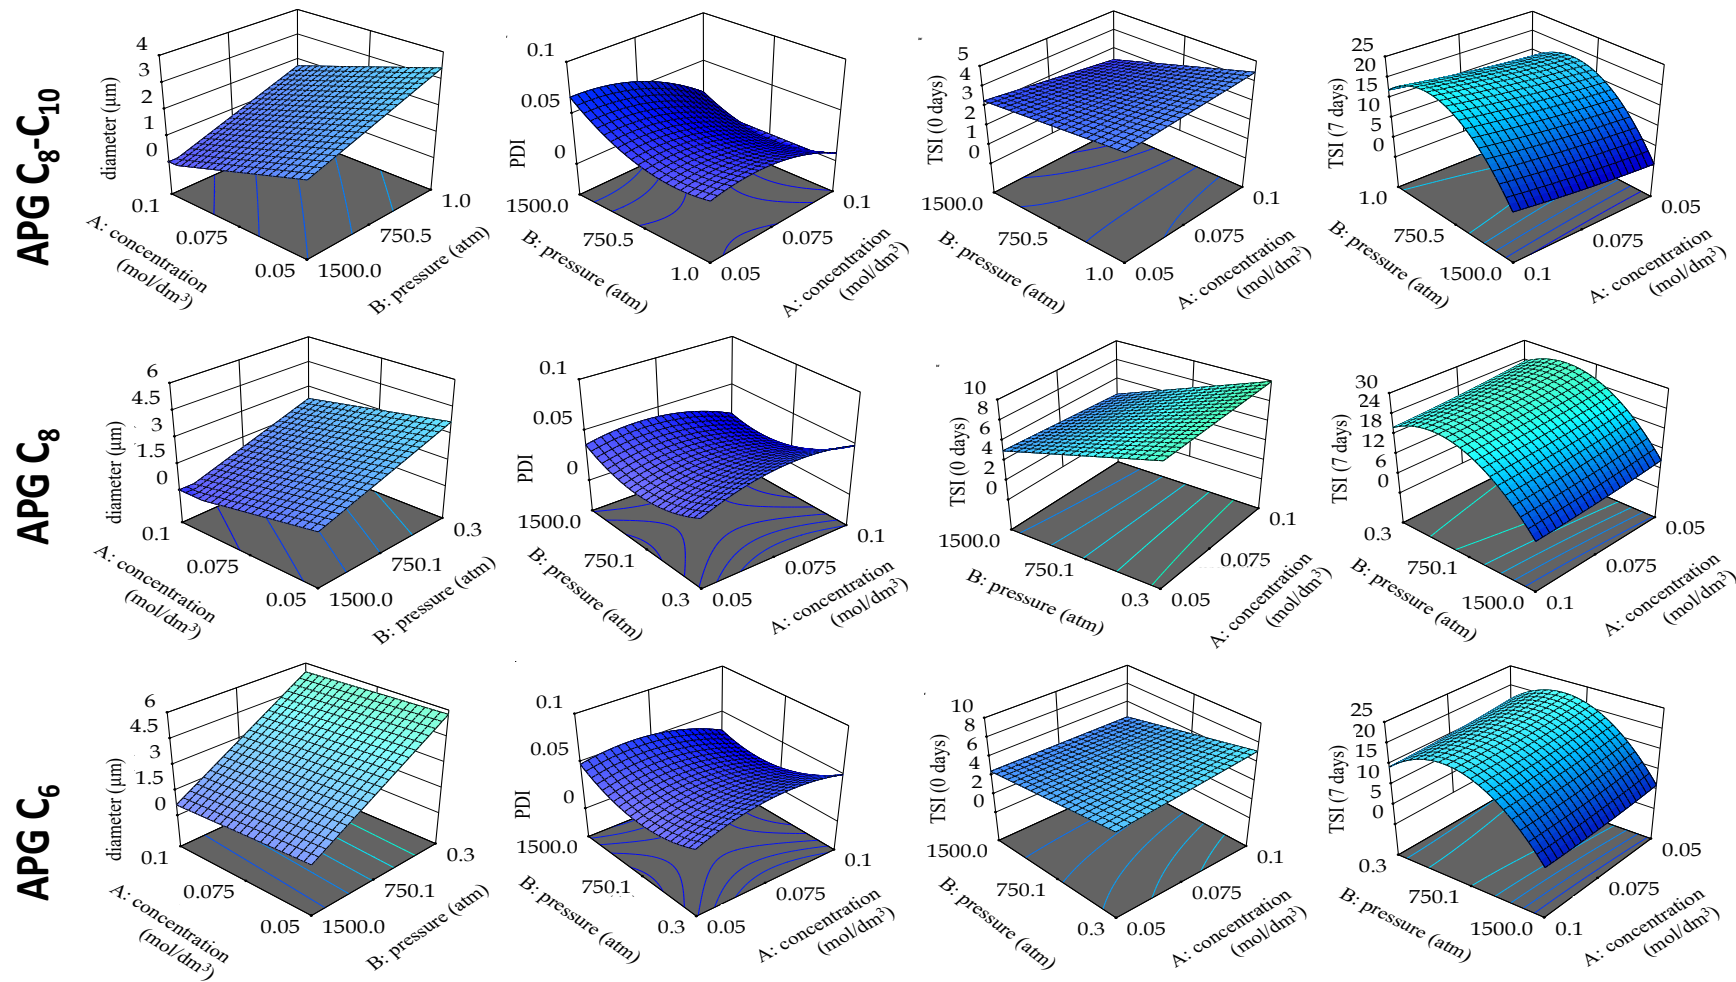 APG C8-C10
4
3
2
1
0
diameter (µm)
0.1
0.075
0.05
A: concentration
(mol/dm³)
1500.0
750.5
1.0
B: pressure (atm)
0.1
0.05
0
PDI
1500.0
750.5
1.0
B: pressure (atm)
0.05
0.075
0.1
A: concentration
(mol/dm³)
5
4
3
2
1
0
TSI (0 days)
1500.0
750.5
1.0
B: pressure (atm)
0.05
0.075
0.1
A: concentration
(mol/dm³)
25
20
15
10
5
0
TSI (7 days)
1.0
750.5
1500.0
B: pressure (atm)
0.1
0.075
0.05
A: concentration
(mol/dm³)
APG C8
6
4.5
3
1.5
0
diameter (µm)
0.1
0.075
0.05
A: concentration
(mol/dm³)
1500.0
750.1
0.3
B: pressure (atm)
0.1
0.05
0
PDI
1500.0
750.1
0.3
B: pressure (atm)
0.05
0.075
0.1
A: concentration
(mol/dm³)
10
8
6
4
2
0
TSI (0 days)
1500.0
750.1
0.3
B: pressure (atm)
0.05
0.075
0.1
A: concentration
(mol/dm³)
30
24
18
12
6
0
TSI (7 days)
0.3
750.1
1500.0
B: pressure (atm)
0.1
0.075
0.05
A: concentration
(mol/dm³)
APG C6
6
4.5
3
1.5
0
diameter (µm)
0.1
0.075
0.05
A: concentration
(mol/dm³)
1500.0
750.1
0.3
B: pressure (atm)
0.1
0.05
0
PDI
1500.0
750.1
0.3
B: pressure (atm)
0.05
0.075
0.1
A: concentration
(mol/dm³)
10
8
6
4
2
0
TSI (0 days)
1500.0
750.1
0.3
B: pressure (atm)
0.05
0.075
0.1
A: concentration
(mol/dm³)
25
20
15
10
5
0
TSI (7 days)
0.3
750.1
1500.0
B: pressure (atm)
0.1
0.075
0.05
A: concentration
(mol/dm³)